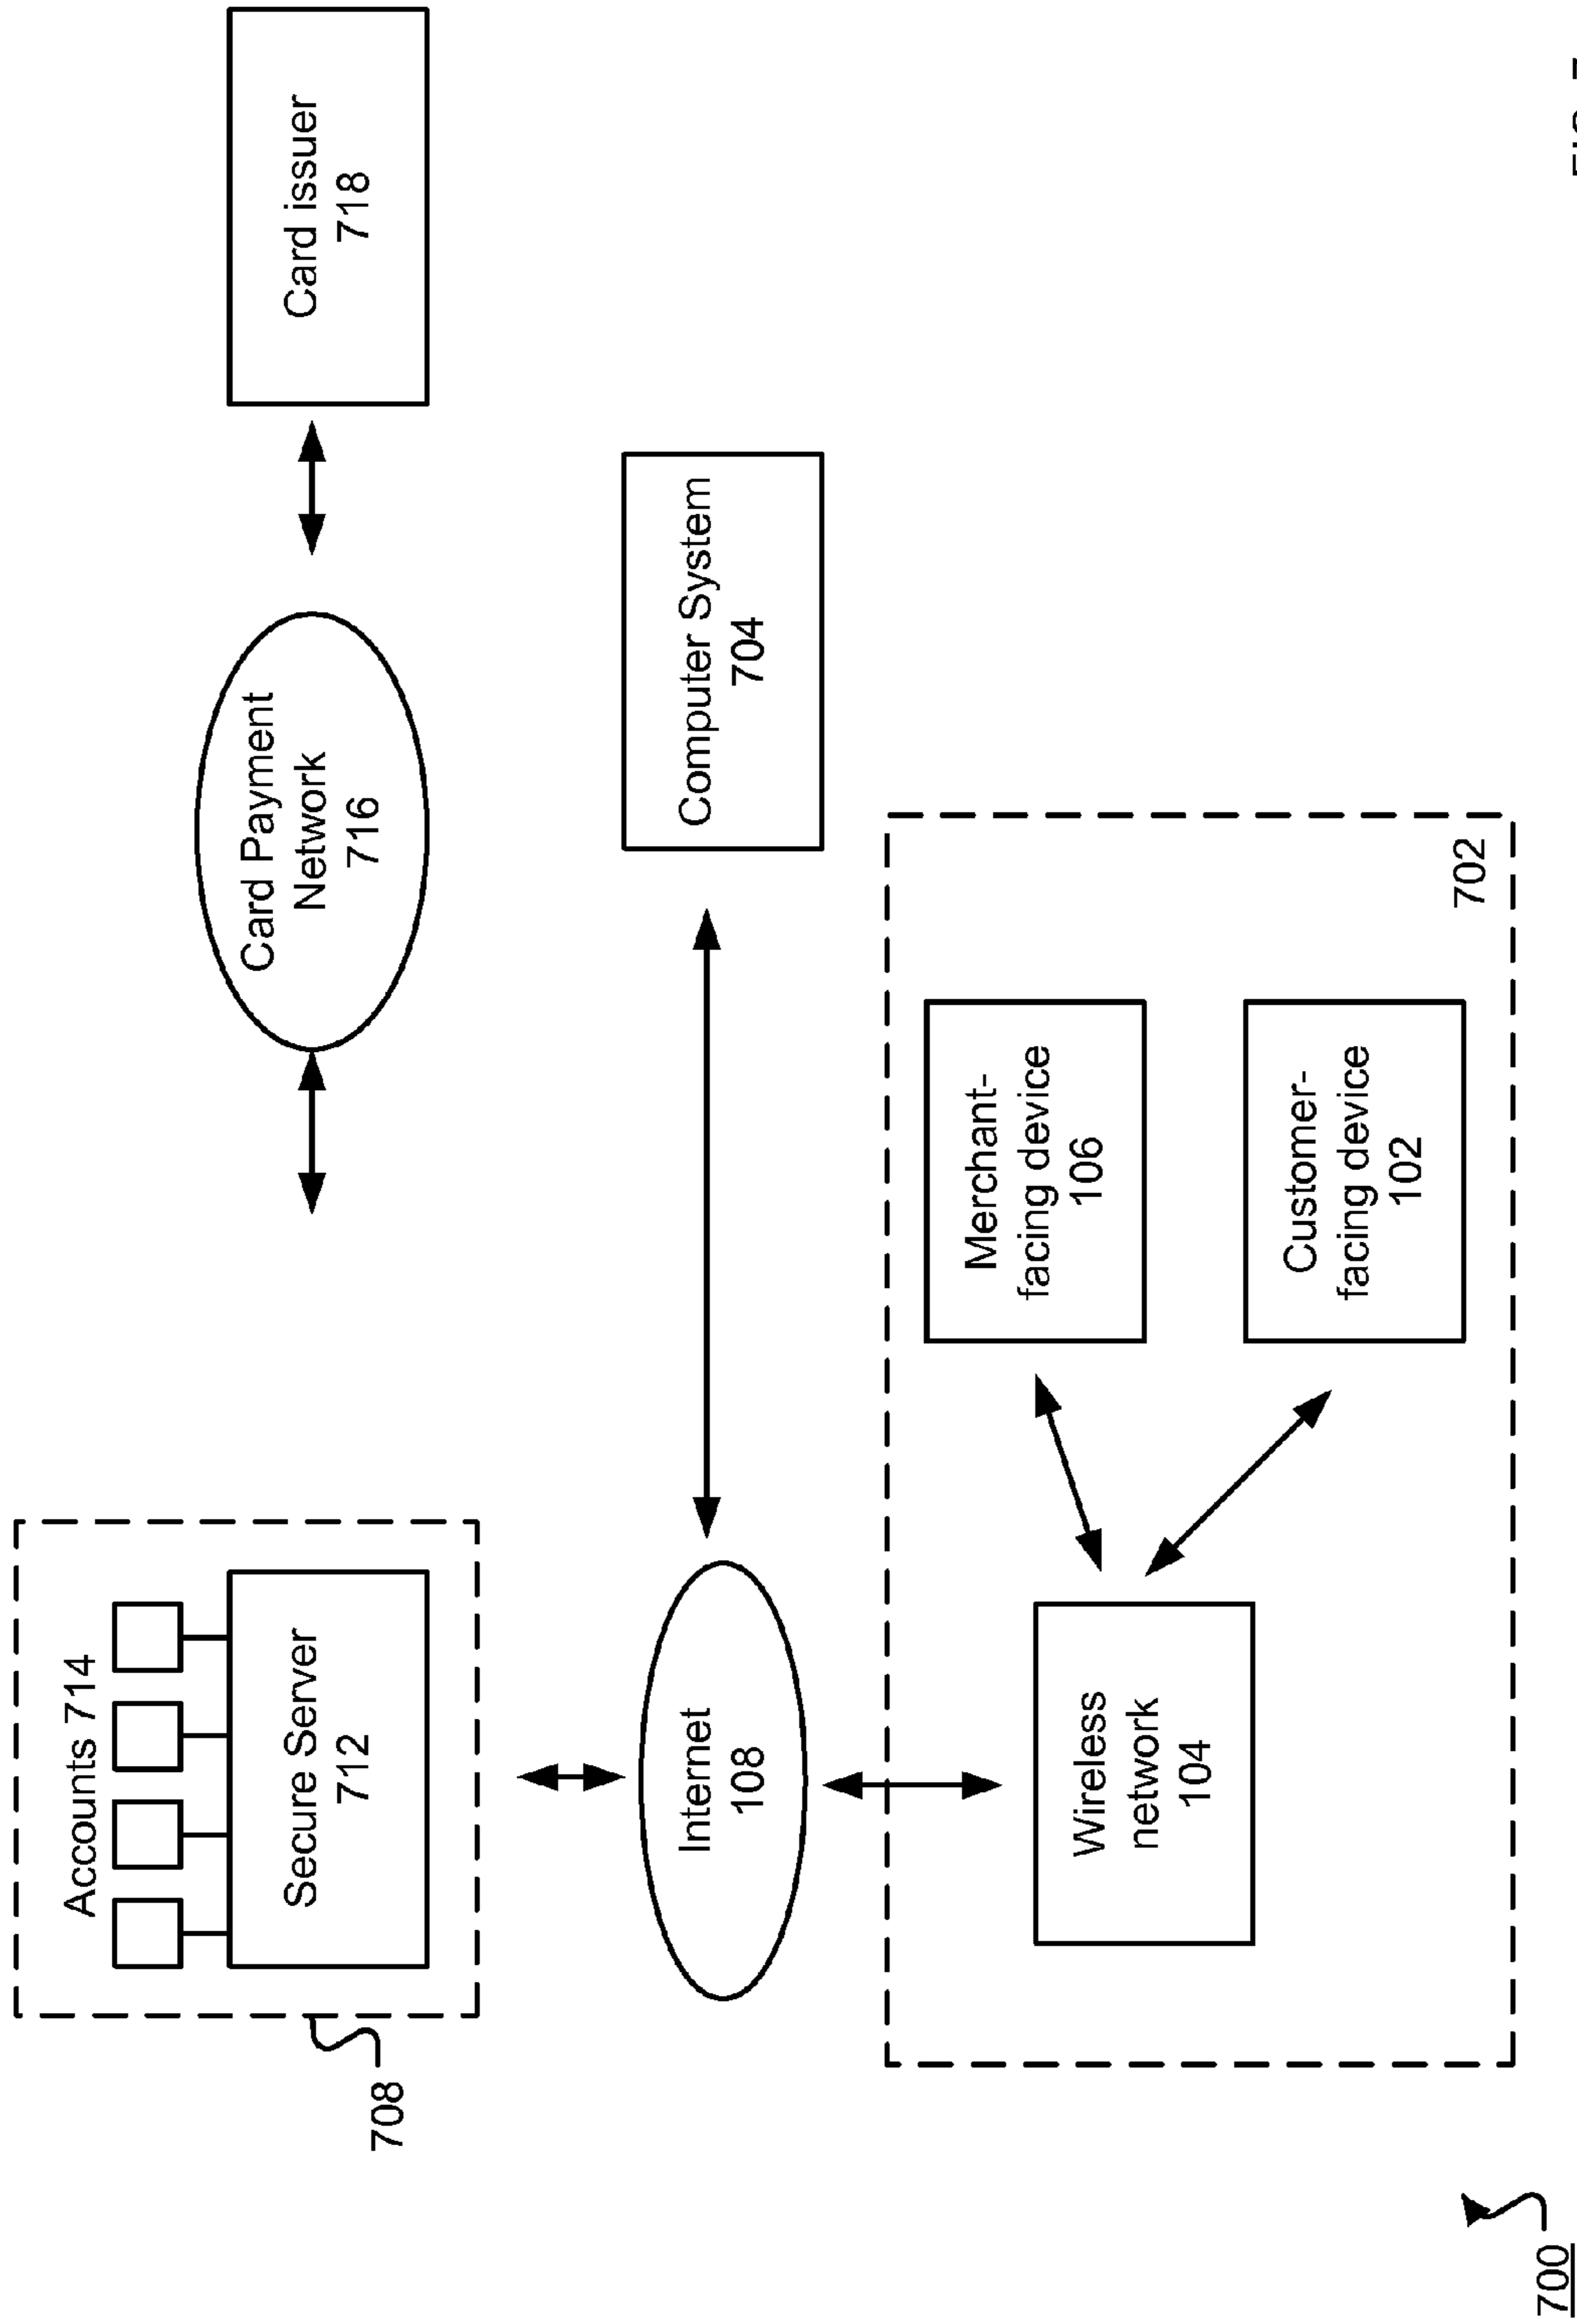 Accounts 714
Secure Server
712
708
Card Payment
Network
716
Card issuer
718
Internet
108
Computer System
704
Wireless
network
104
Merchant-
facing device
106
Customer-
facing device
102
702
700